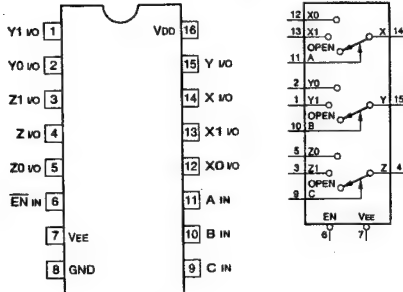 Y1 I/O 1
Y0 I/O 2
Z1 I/O 3
Z I/O 4
Z0 I/O 5
EN IN 6
7 VEE
8 GND
VDD 16
15 Y I/O
14 X I/O
13 X1 I/O
12 X0 I/O
11 A IN
10 B IN
9 C IN
12 X0
13 X1 X 14
OPEN
11 A
2 Y0
1 Y1 Y 15
OPEN
10 B
5 Z0
3 Z1 Z 4
OPEN
9 C
EN VEE
6 7